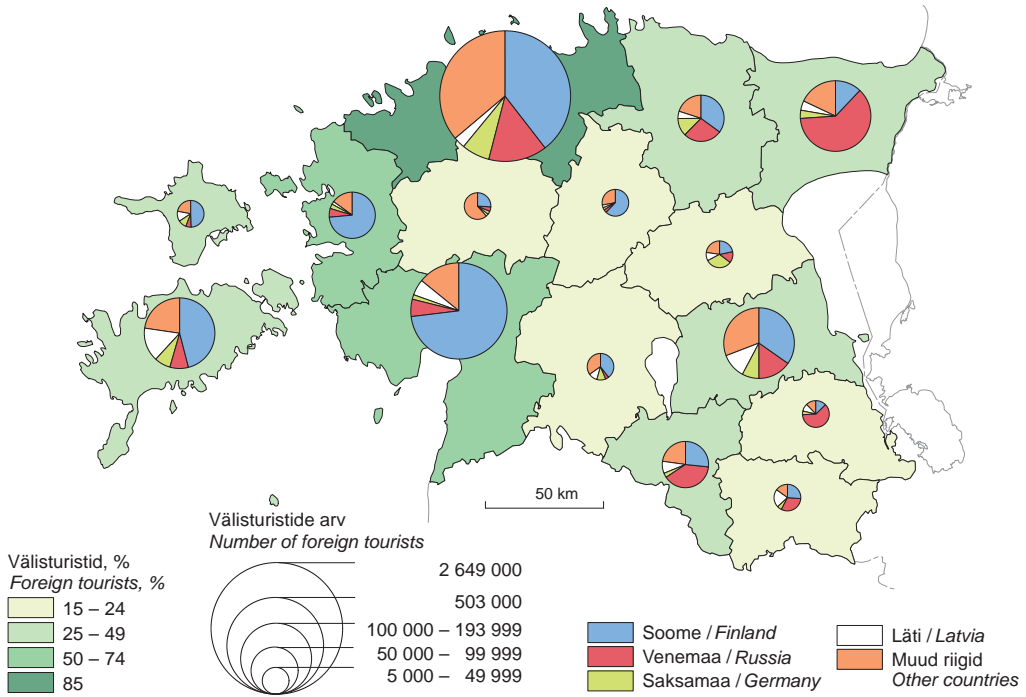 50 km
Välisturistide arv
Number of foreign tourists
2 649 000
503 000
100 000 – 193 999
50 000 – 99 999
5 000 – 49 999
Välisturistid, %
Foreign tourists, %
15 – 24
25 – 49
50 – 74
85
Soome / Finland
Venemaa / Russia
Saksamaa / Germany
Läti / Latvia
Muud riigid
Other countries